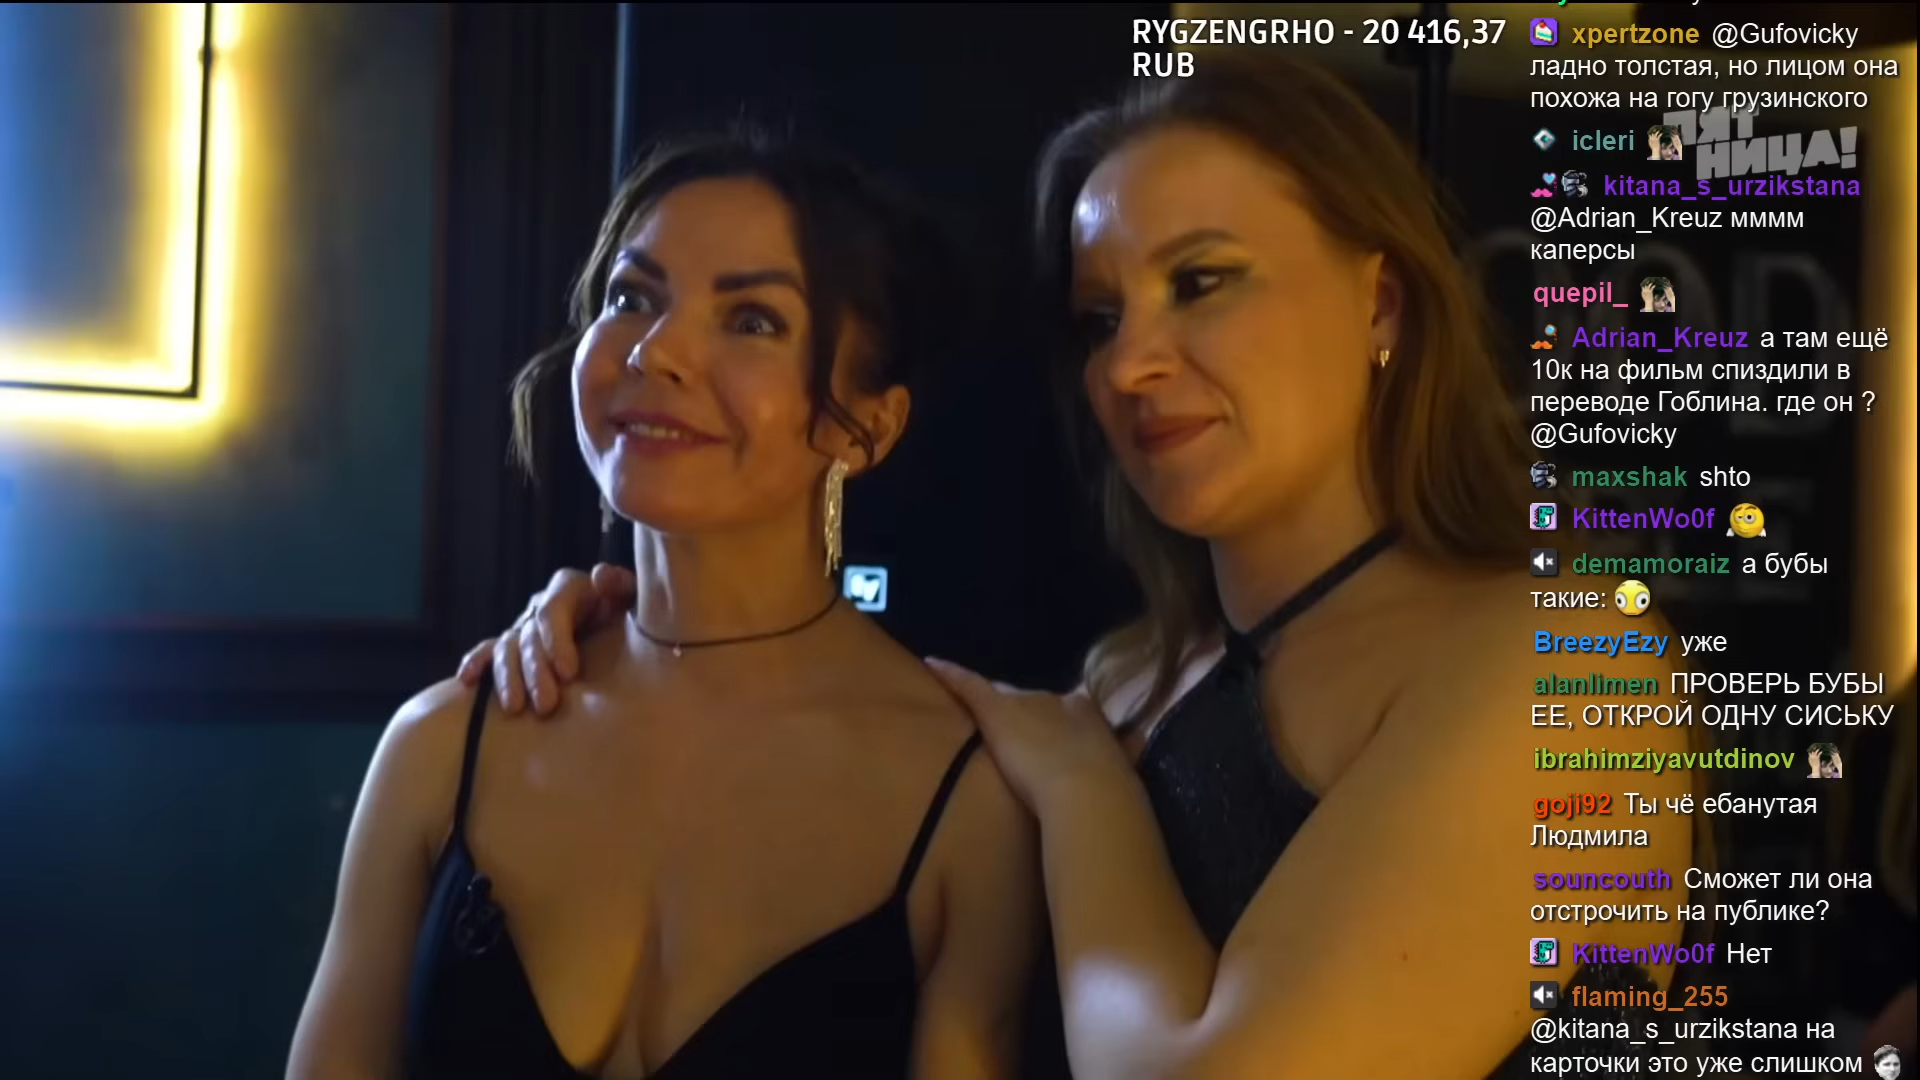 RYGZENGRHO - 20 416,37
RUB
xpertzone @Gufovicky
ладно толстая, но лицом она
похожа на гогу грузинского
icleri
ПЯТ
НИЦА!
kitana_s_urzikstana
@Adrian_Kreuz мммм
каперсы
quepil_
Adrian_Kreuz а там ещё
10к на фильм спиздили в
переводе Гоблина. где он ?
@Gufovicky
maxshak shto
KittenWo0f
demamoraiz а бубы
такие:
BreezyEzy уже
alanlimen ПРОВЕРЬ БУБЫ
ЕЕ, ОТКРОЙ ОДНУ СИСЬКУ
ibrahimziyavutdinov
goji92 Ты чё ебанутая
Людмила
souncouth Сможет ли она
отстрочить на публике?
KittenWo0f Нет
flaming_255
@kitana_s_urzikstana на
карточки это уже слишком